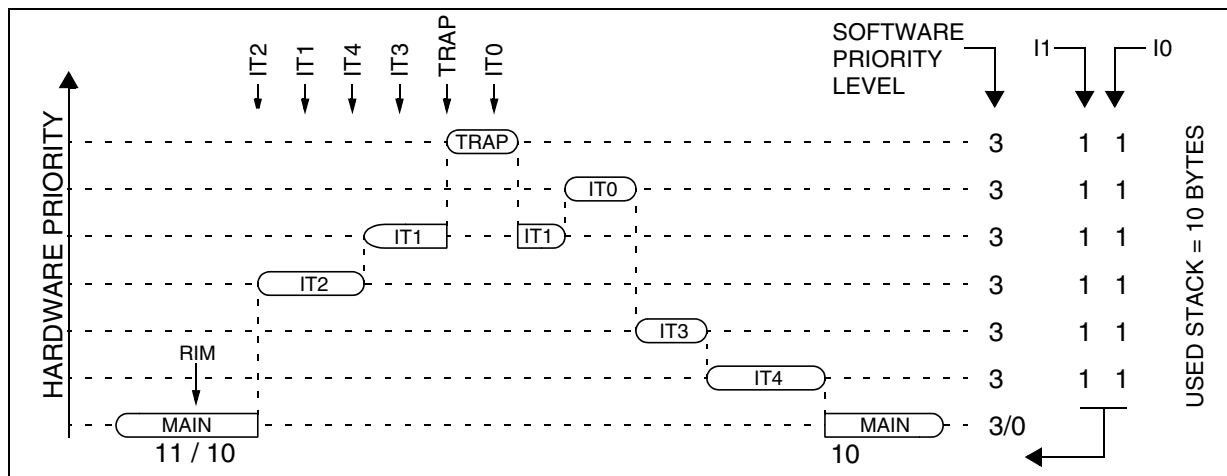 IT2
IT1
IT4
IT3
TRAP
IT0
SOFTWARE
PRIORITY
LEVEL
I1
I0
HARDWARE PRIORITY
TRAP
3
1 1
IT0
3
1 1
IT1
IT1
3
1 1
IT2
3
1 1
IT3
3
1 1
RIM
IT4
3
1 1
MAIN
MAIN
3/0
11 / 10
10
USED STACK = 10 BYTES